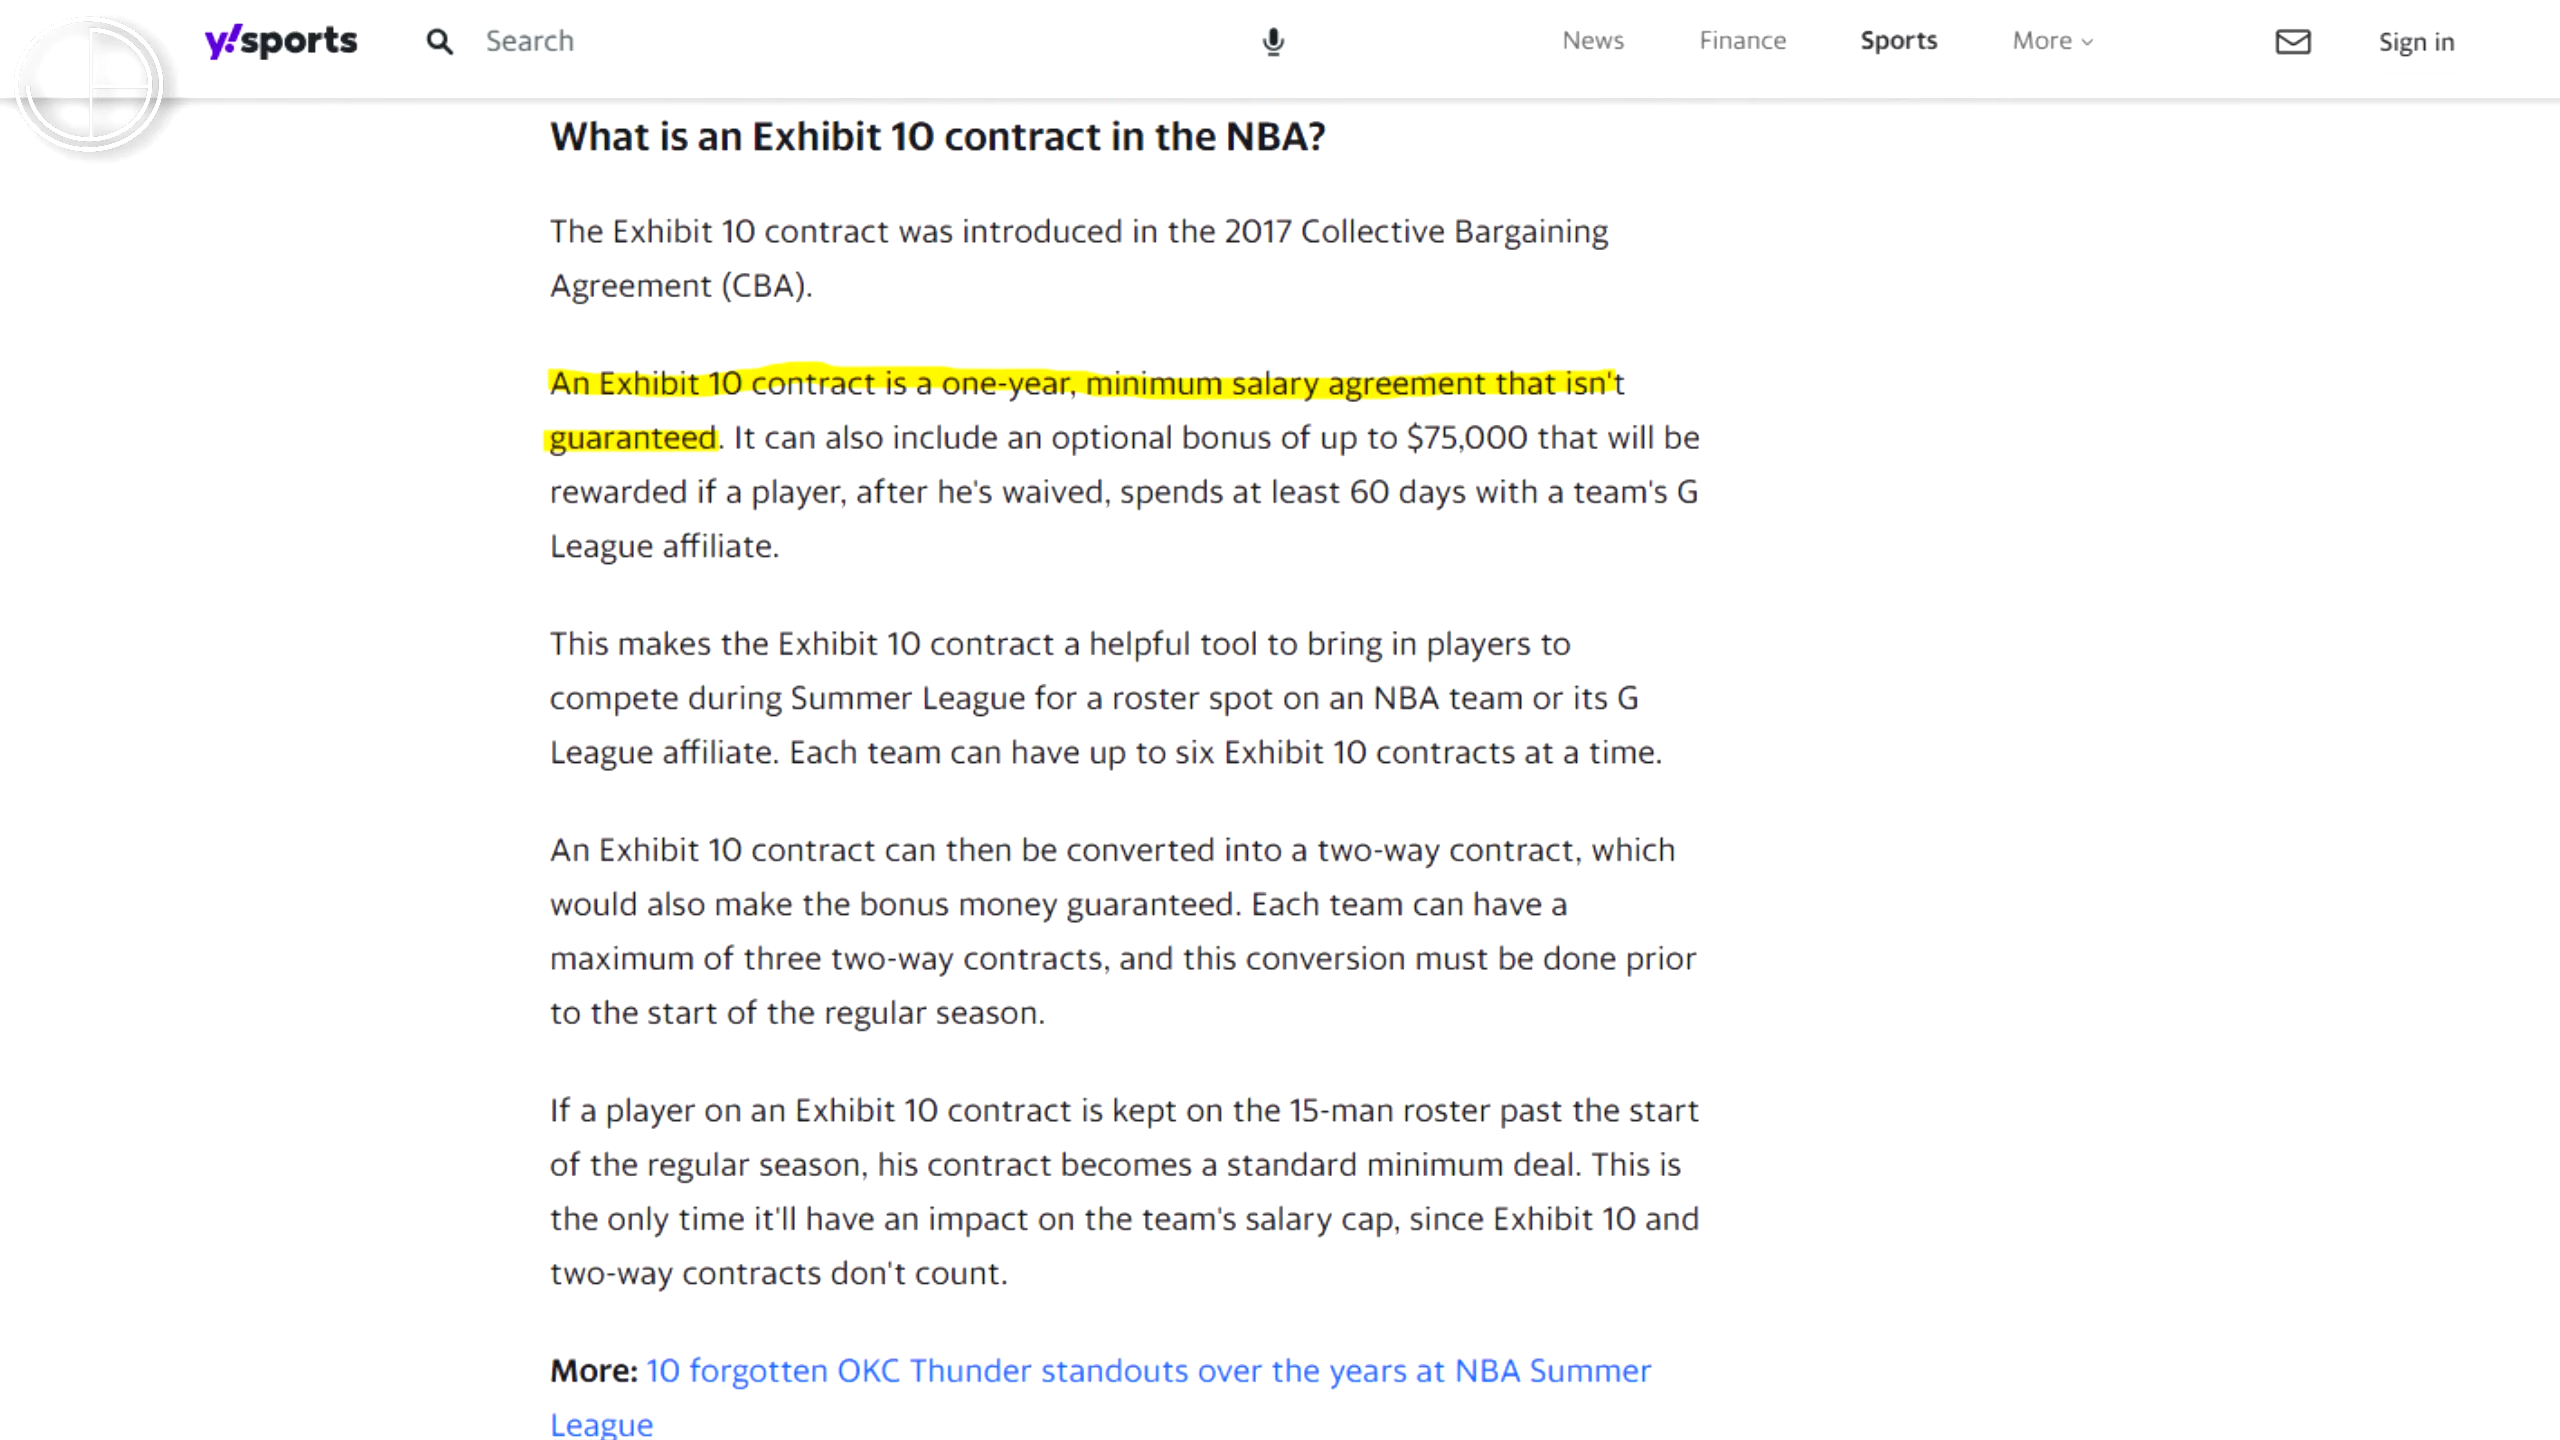 y!sports Search News Finance Sports More Sign in
What is an Exhibit 10 contract in the NBA?
The Exhibit 10 contract was introduced in the 2017 Collective Bargaining
Agreement (CBA).
An Exhibit 10 contract is a one-year, minimum salary agreement that isn't
guaranteed. It can also include an optional bonus of up to $75,000 that will be
rewarded if a player, after he's waived, spends at least 60 days with a team's G
League affiliate.
This makes the Exhibit 10 contract a helpful tool to bring in players to
compete during Summer League for a roster spot on an NBA team or its G
League affiliate. Each team can have up to six Exhibit 10 contracts at a time.
An Exhibit 10 contract can then be converted into a two-way contract, which
would also make the bonus money guaranteed. Each team can have a
maximum of three two-way contracts, and this conversion must be done prior
to the start of the regular season.
If a player on an Exhibit 10 contract is kept on the 15-man roster past the start
of the regular season, his contract becomes a standard minimum deal. This is
the only time it'll have an impact on the team's salary cap, since Exhibit 10 and
two-way contracts don't count.
More: 10 forgotten OKC Thunder standouts over the years at NBA Summer
League